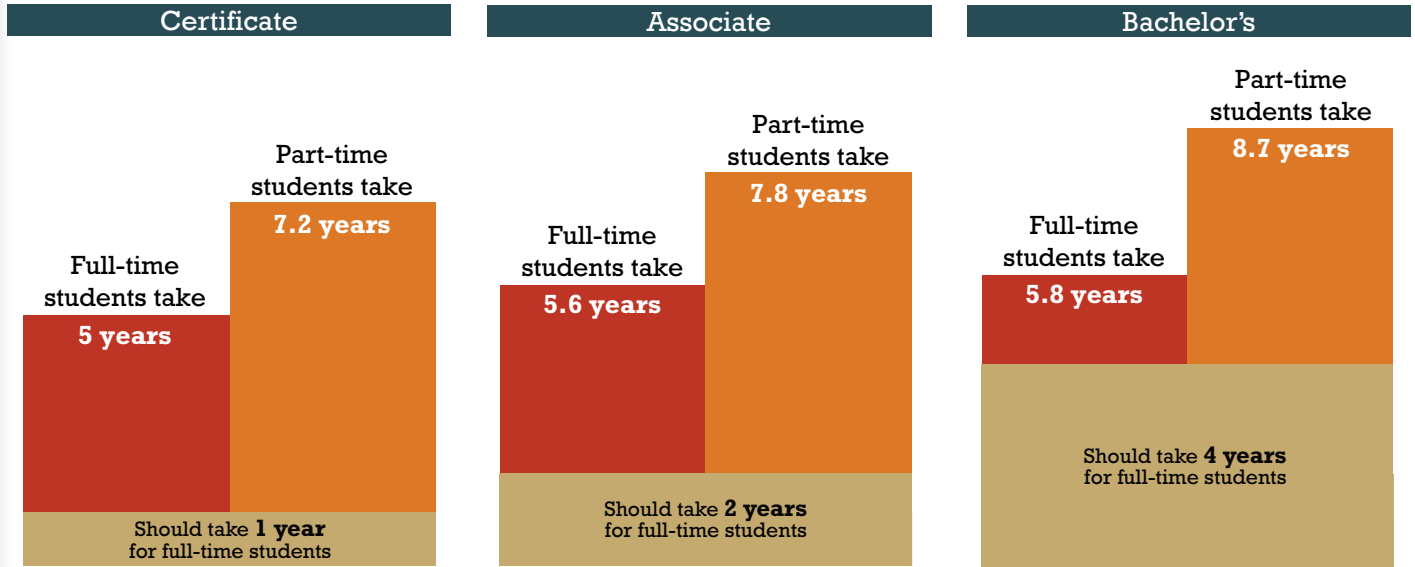 Certificate
Part-time
students take
7.2 years
Full-time
students take
5 years
Should take 1 year
for full-time students
Associate
Part-time
students take
7.8 years
Full-time
students take
5.6 years
Should take 2 years
for full-time students
Bachelor's
Part-time
students take
8.7 years
Full-time
students take
5.8 years
Should take 4 years
for full-time students